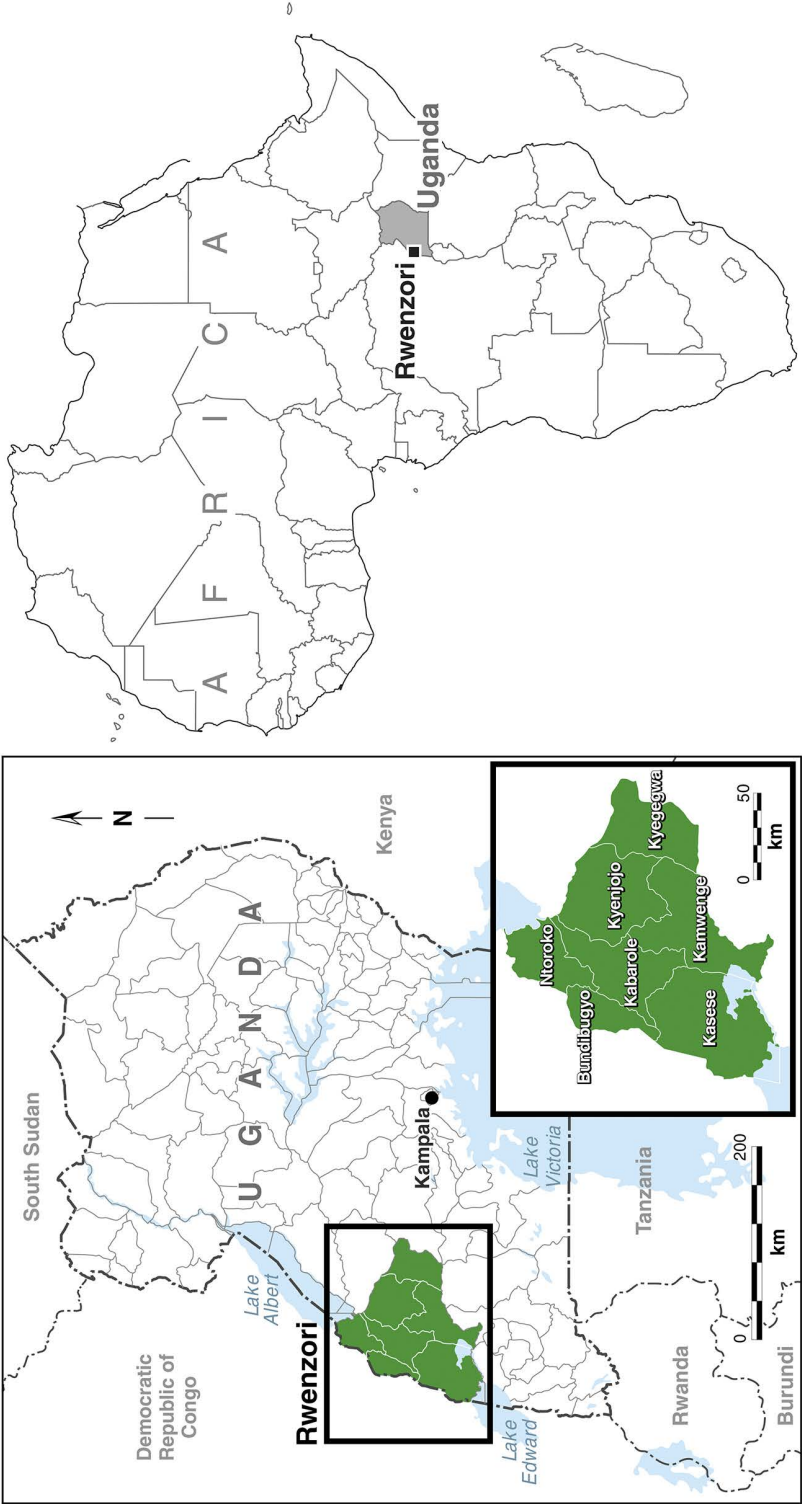 South Sudan
N
Kenya
Democratic
Republic of
Congo
U G A N D A
Lake
Albert
Rwenzori
Kampala
Lake
Edward
Lake
Victoria
Rwanda
Burundi
Tanzania
0 200
km
Ntoroko
Bundibugyo
Kabarole
Kyenjojo
Kyegegwa
Kasese
Kamwenge
0 50
km
A F R I C A
Uganda
Rwenzori